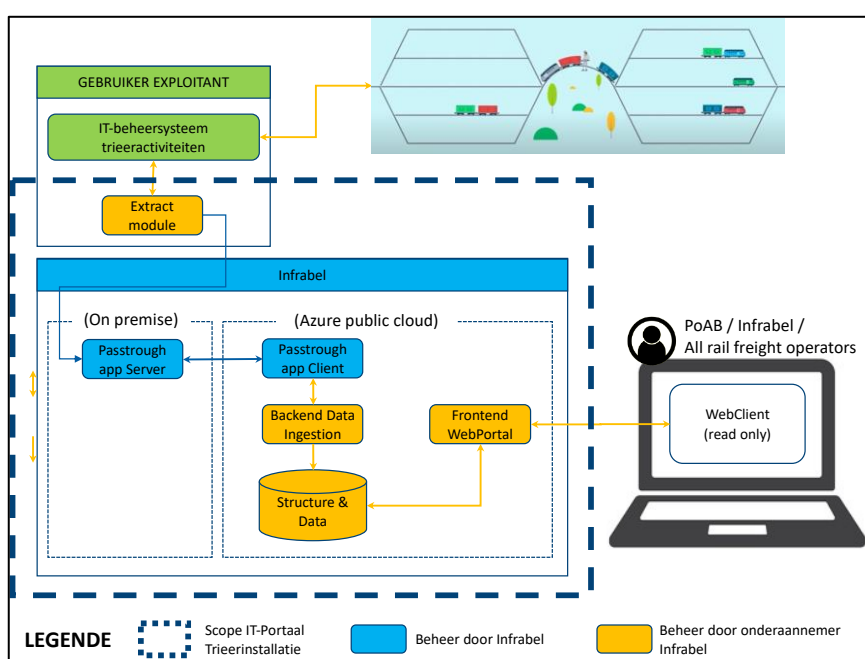 GEBRUIKER EXPLOITANT
IT-beheersysteem
trieeractiviteiten
Extract
module
Infrabel
(On premise)
(Azure public cloud)
Passtrough
app Server
Passtrough
app Client
Backend Data
Ingestion
Frontend
WebPortal
Structure &
Data
PoAB / Infrabel /
All rail freight operators
WebClient
(read only)
LEGENDE
Scope IT-Portaal
Trieerinstallatie
Beheer door Infrabel
Beheer door onderaannemer
Infrabel